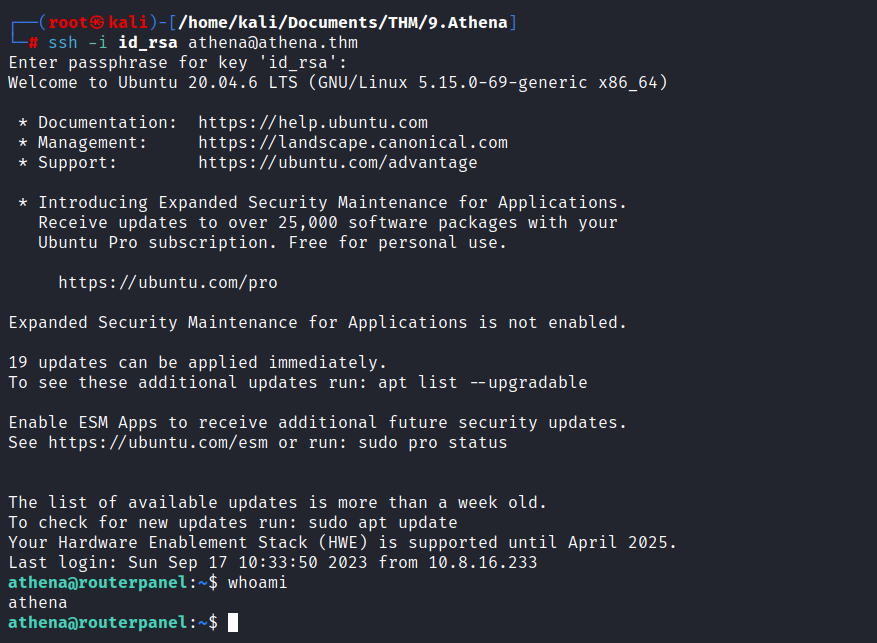 ┌──(root㉿kali)-[/home/kali/Documents/THM/9.Athena]
└─# ssh -i id_rsa athena@athena.thm
Enter passphrase for key 'id_rsa':
Welcome to Ubuntu 20.04.6 LTS (GNU/Linux 5.15.0-69-generic x86_64)
* Documentation:  https://help.ubuntu.com
* Management:     https://landscape.canonical.com
* Support:        https://ubuntu.com/advantage
* Introducing Expanded Security Maintenance for Applications.
Receive updates to over 25,000 software packages with your
Ubuntu Pro subscription. Free for personal use.
https://ubuntu.com/pro
Expanded Security Maintenance for Applications is not enabled.
19 updates can be applied immediately.
To see these additional updates run: apt list --upgradable
Enable ESM Apps to receive additional future security updates.
See https://ubuntu.com/esm or run: sudo pro status
The list of available updates is more than a week old.
To check for new updates run: sudo apt update
Your Hardware Enablement Stack (HWE) is supported until April 2025.
Last login: Sun Sep 17 10:33:50 2023 from 10.8.16.233
athena@routerpanel:~$ whoami
athena
athena@routerpanel:~$